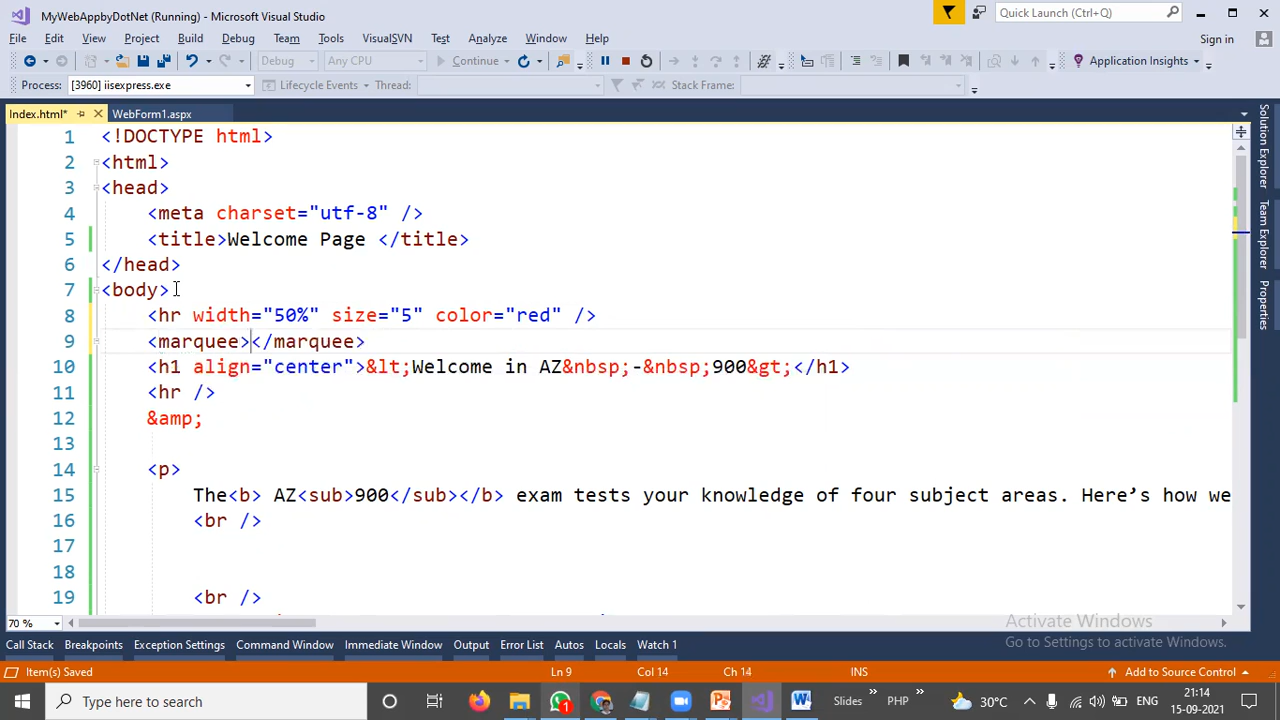 MyWebAppbyDotNet (Running) - Microsoft Visual Studio
Quick Launch (Ctrl+Q)
File Edit View Project Build Debug Team Tools VisualSVN Test Analyze Window Help
Sign in
Debug Any CPU Continue Application Insights
Process: [3960] iisexpress.exe Lifecycle Events Thread: Stack Frame:
Index.html* WebForm1.aspx
1 <!DOCTYPE html>
2 <html>
3 <head>
4 <meta charset="utf-8" />
5 <title>Welcome Page </title>
6 </head>
7 <body>
8 <hr width="50%" size="5" color="red" />
9 <marquee></marquee>
10 <h1 align="center">&lt;Welcome in AZ&nbsp;-&nbsp;900&gt;</h1>
11 <hr />
12 &amp;
13
14 <p>
15 The<b> AZ<sub>900</sub></b> exam tests your knowledge of four subject areas. Here’s how we
16 <br />
17
18
19 <br />
Solution Explorer
Team Explorer
Properties
70 %
Activate Windows
Go to Settings to activate Windows.
Call Stack Breakpoints Exception Settings Command Window Immediate Window Output Error List Autos Locals Watch 1
Item(s) Saved Ln 9 Col 14 Ch 14 INS Add to Source Control
Type here to search
1
Slides » PHP » 30°C ENG 21:14
15-09-2021